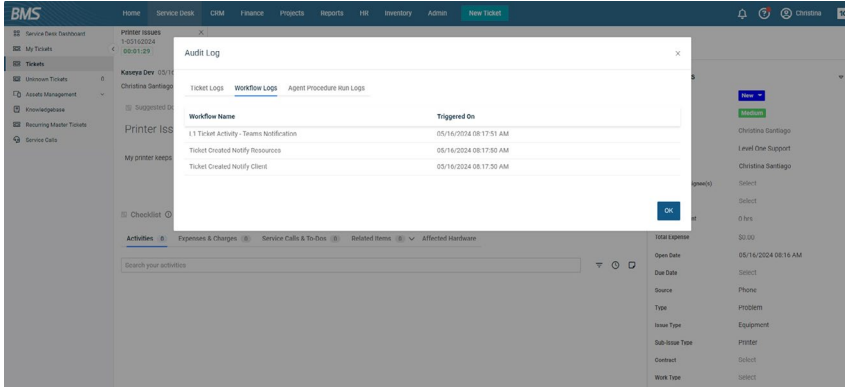 BMS
Home Service Desk CRM Finance Projects Reports HR Inventory Admin New Ticket
Christina
Service Desk Dashboard
My Tickets
Tickets
Unknown Tickets 0
Assets Management
Knowledgebase
Recurring Master Tickets
Service Calls
Printer Issues
00:01:29
Kaseya Dev 05/16
Christina Santiago
Suggested
Printer Iss
My printer keeps
Checklist
Audit Log
Ticket Logs Workflow Logs Agent Procedure Run Logs
Workflow Name Triggered On
L1 Ticket Activity - Teams Notification 05/16/2024 08:17:51 AM
Ticket Created Notify Resources 05/16/2024 08:17:50 AM
Ticket Created Notify Client 05/16/2024 08:17:50 AM
OK
Activities Expenses & Charges Service Calls & To-Dos Related Items Affected Hardware
Search your activities
New
Medium
Christina Santiago
Level One Support
Christina Santiago
Select
Select
0 hrs
Total Expense $0.00
Open Date 05/16/2024 08:16 AM
Due Date Select
Source Phone
Type Problem
Issue Type Equipment
Sub-Issue Type Printer
Contract Select
Work Type Select